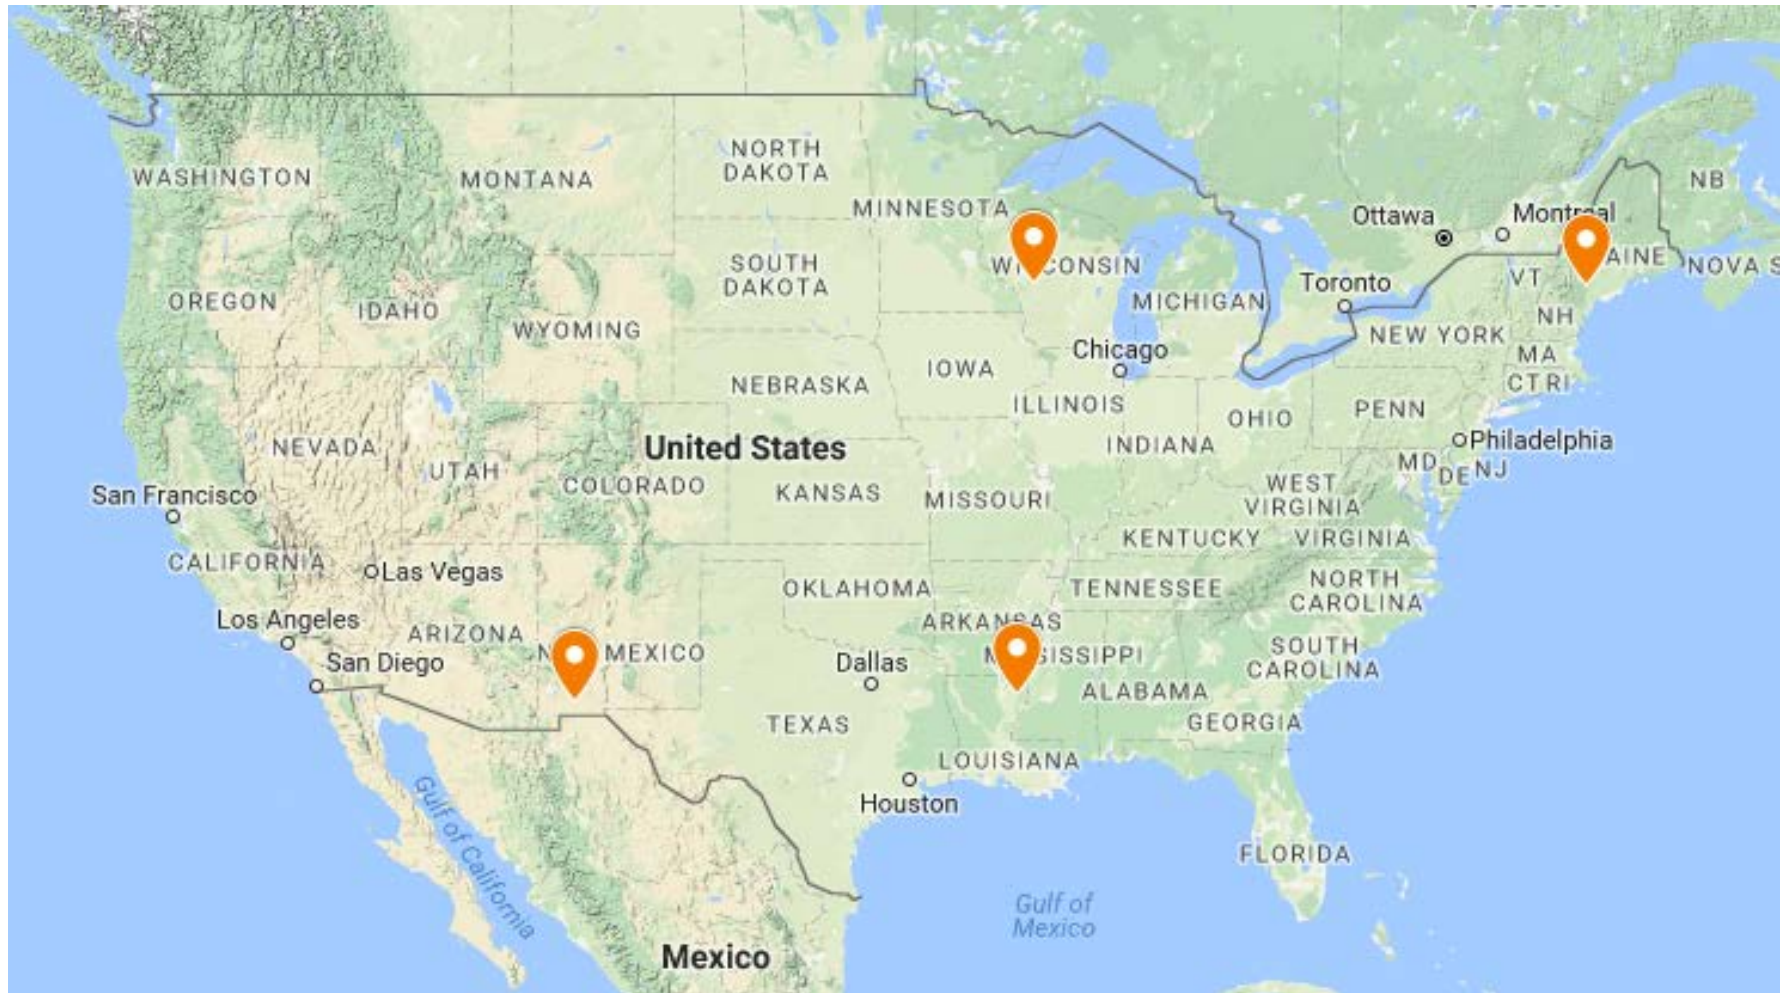 NORTH
DAKOTA
WASHINGTON
MONTANA
NB
MINNESOTA
Ottawa
Montreal
AINE
NOVA S
VT
SOUTH
DAKOTA
Toronto
OREGON
IDAHO
MICHIGAN
WYOMING
NH
NEW YORK
MA
Chicago
IOWA
CT RI
NEBRASKA
ILLINOIS
OHIO
PENN
NEVADA
United States
INDIANA
Philadelphia
UTAH
COLORADO
KANSAS
MISSOURI
WEST
VIRGINIA
MD
DE
NJ
San Francisco
KENTUCKY
VIRGINIA
CALIFORNIA
Las Vegas
OKLAHOMA
TENNESSEE
NORTH
CAROLINA
Los Angeles
ARIZONA
ARKANSAS
MEXICO
San Diego
Dallas
SOUTH
CAROLINA
ALABAMA
TEXAS
GEORGIA
LOUISIANA
Houston
Gulf of California
FLORIDA
Gulf of
Mexico
Mexico